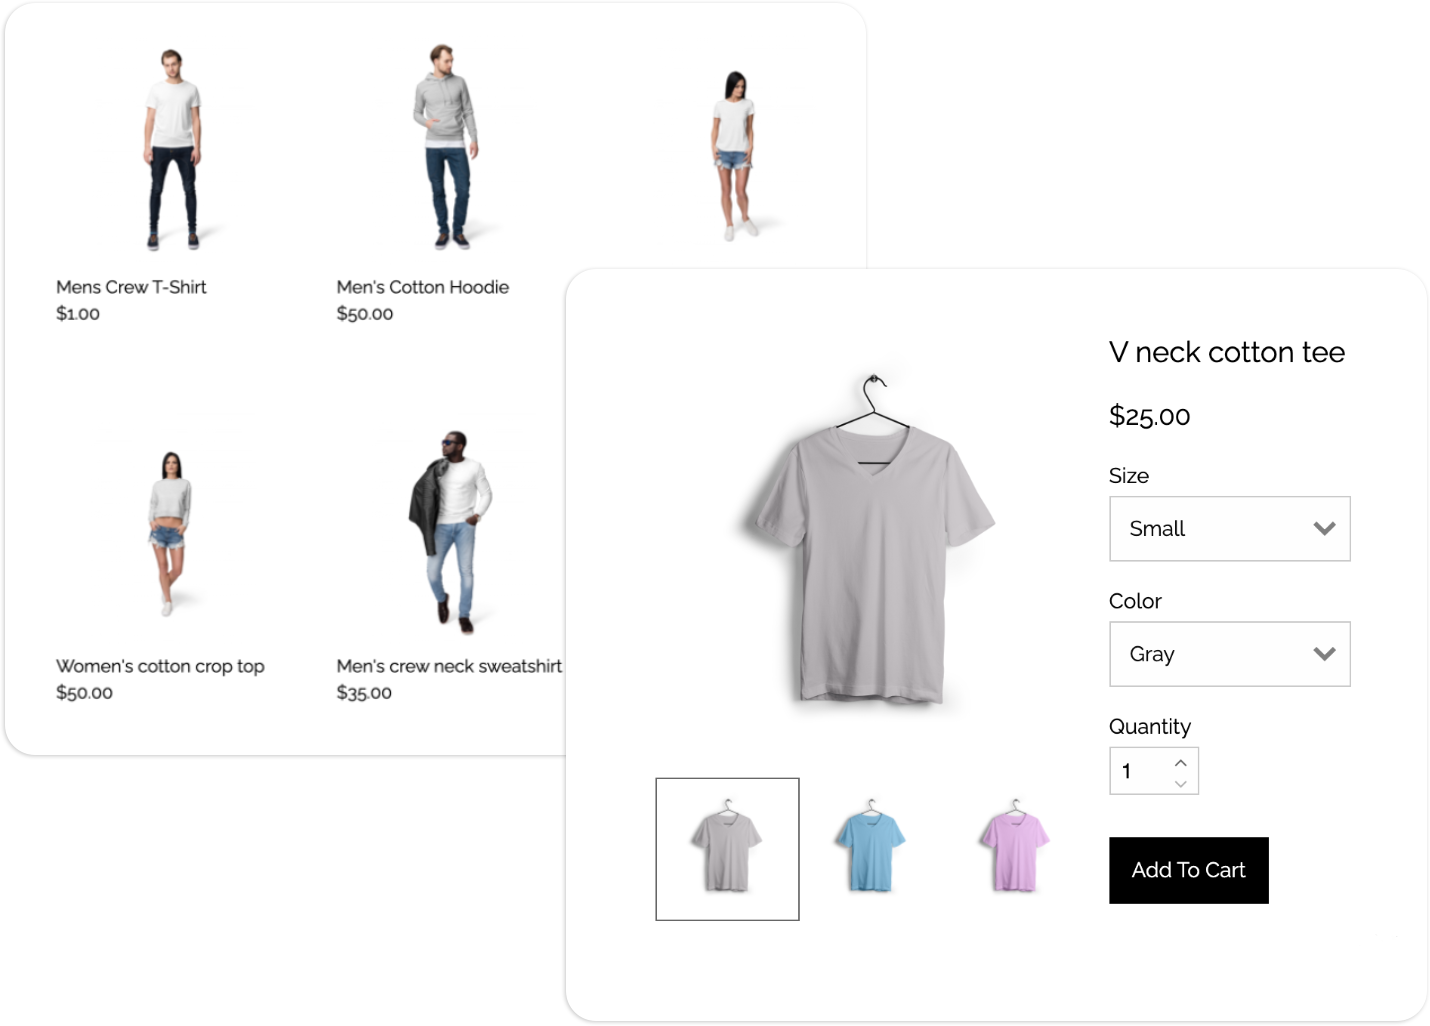 Mens Crew T-Shirt
$1.00
Men's Cotton Hoodie
$50.00
Women's cotton crop top
$50.00
Men's crew neck sweatshirt
$35.00
V neck cotton tee
$25.00
Size
Small
Color
Gray
Quantity
1
Add To Cart